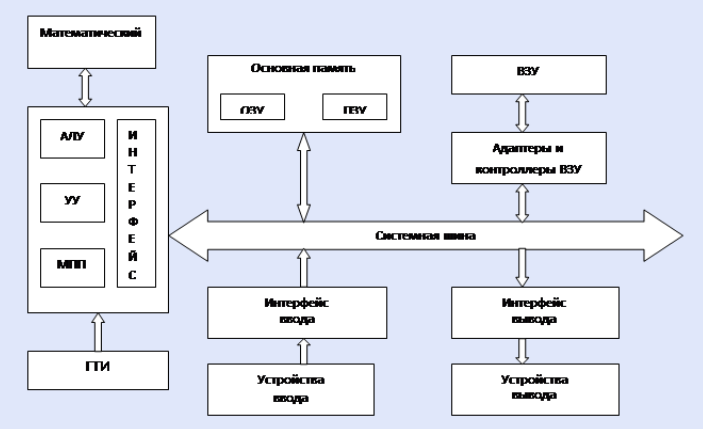 Математический
АЛУ
УУ
МПП
ИНТЕРФЕЙС
ГТИ
Основная память
ОЗУ
ПЗУ
ВЗУ
Адаптеры и
контроллеры ВЗУ
Системная шина
Интерфейс
ввода
Устройства
ввода
Интерфейс
вывода
Устройства
вывода